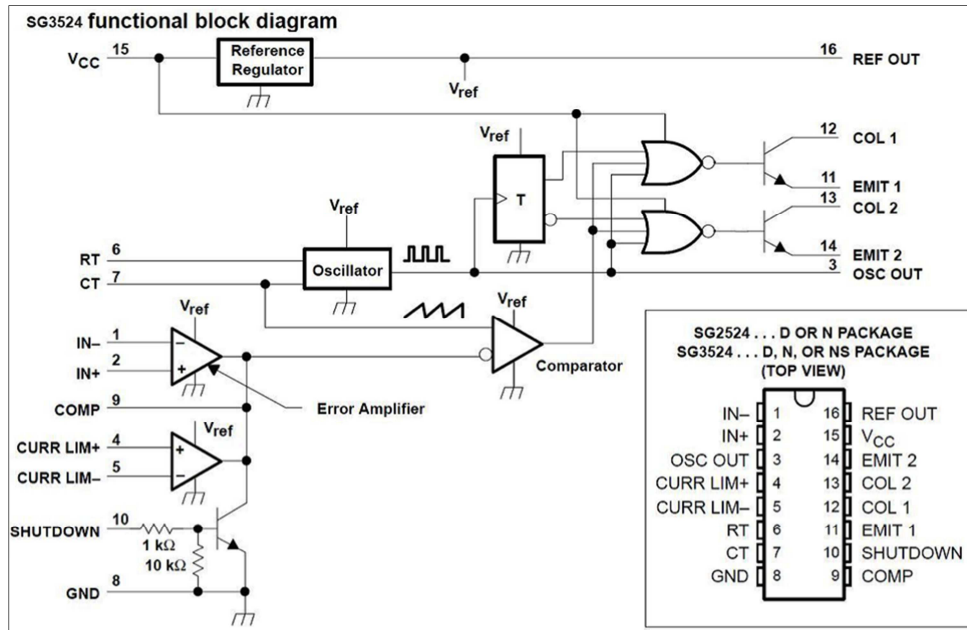 SG3524 functional block diagram
VCC 15
Reference
Regulator
16 REF OUT
Vref
Vref
12 COL 1
T
11 EMIT 1
13 COL 2
Vref
14 EMIT 2
RT 6
Oscillator
3 OSC OUT
CT 7
Vref
Vref
IN– 1
–
IN+ 2
+
Comparator
COMP 9
Error Amplifier
Vref
CURR LIM+ 4
+
CURR LIM– 5
–
SHUTDOWN 10
1 kΩ
10 kΩ
GND 8
SG2524 . . . D OR N PACKAGE
SG3524 . . . D, N, OR NS PACKAGE
(TOP VIEW)
IN– 1 16 REF OUT
IN+ 2 15 VCC
OSC OUT 3 14 EMIT 2
CURR LIM+ 4 13 COL 2
CURR LIM– 5 12 COL 1
RT 6 11 EMIT 1
CT 7 10 SHUTDOWN
GND 8 9 COMP